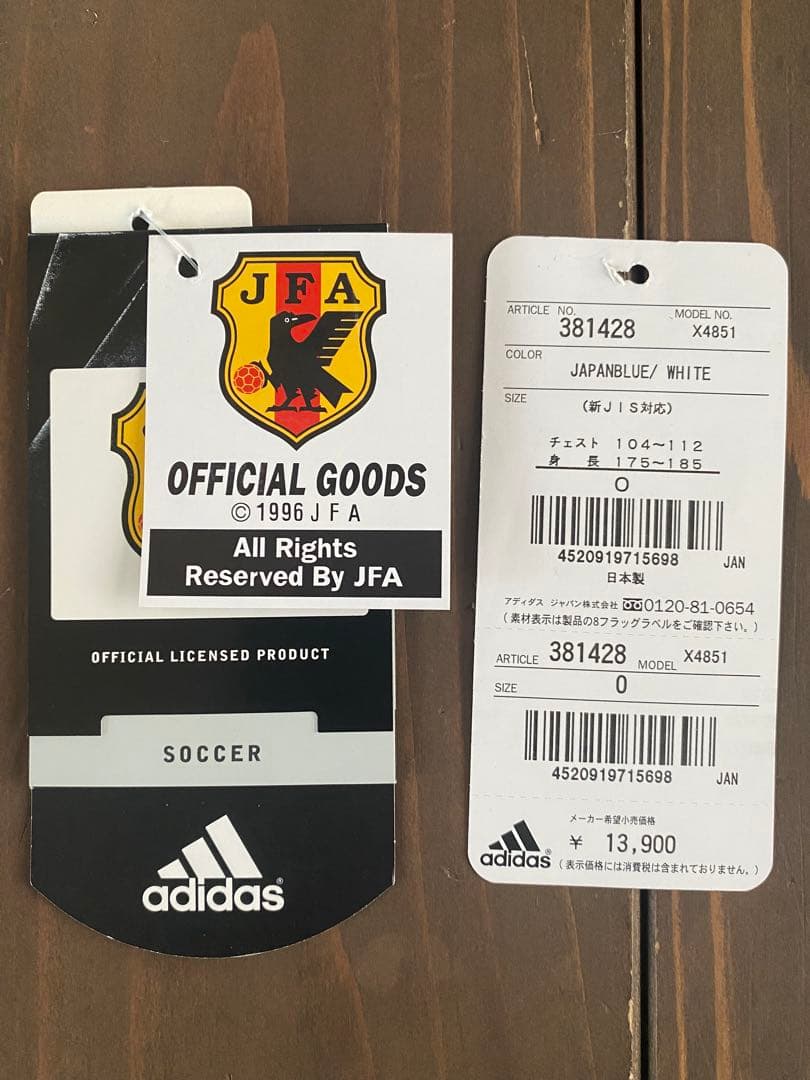 JFA
OFFICIAL GOODS
©1996 JFA
All Rights
Reserved By JFA
OFFICIAL LICENSED PRODUCT
SOCCER
adidas®
ARTICLE NO. 381428 MODEL NO. X4851
COLOR
JAPANBLUE/ WHITE
SIZE
(新JIS対応)
チェスト 104~112
身長 175~185
O
4520919715698 JAN
日本製
アディダス ジャパン株式会社 0120-81-0654
(素材表示は製品の8フラッグラベルをご確認下さい。)
ARTICLE 381428 MODEL X4851
SIZE O
4520919715698 JAN
メーカー希望小売価格
¥ 13,900
adidas® (表示価格には消費税は含まれておりません。)